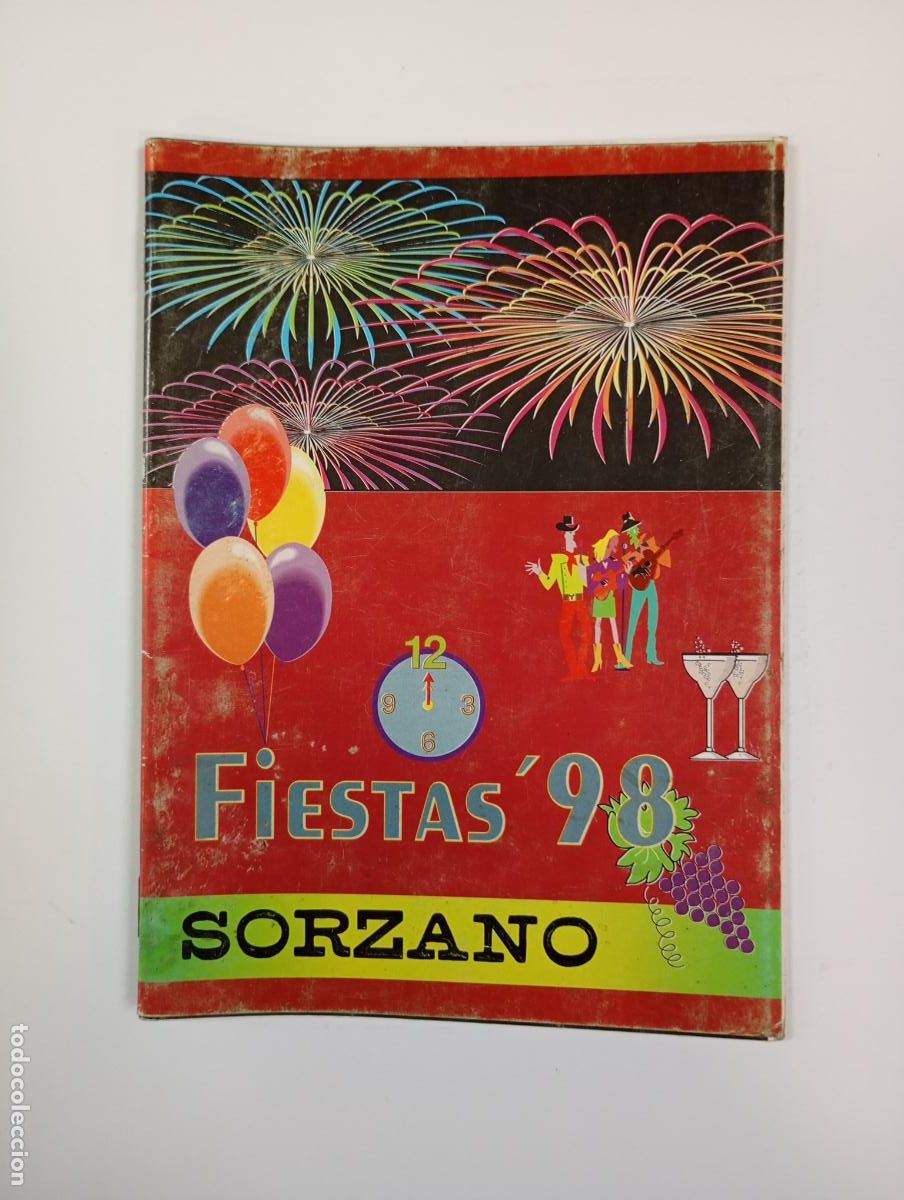 12
9 3
6
FiESTAS ´98
SORZANO
todocoleccion